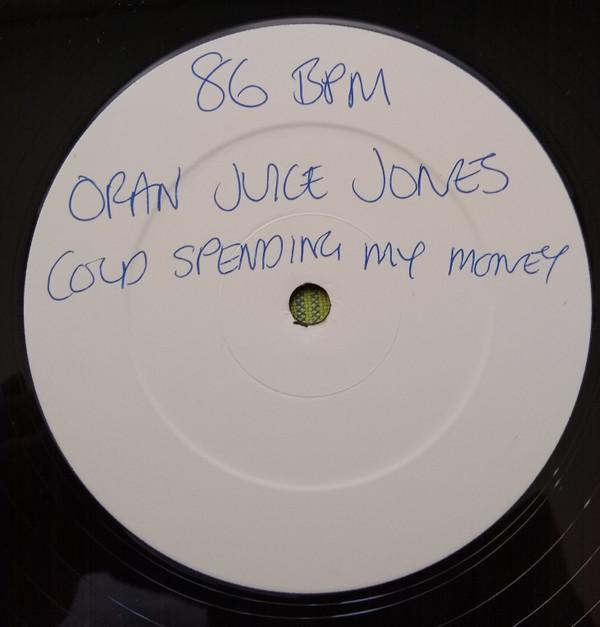 86 BPM
ORAN JUICE JONES
COLD SPENDING MY MONEY